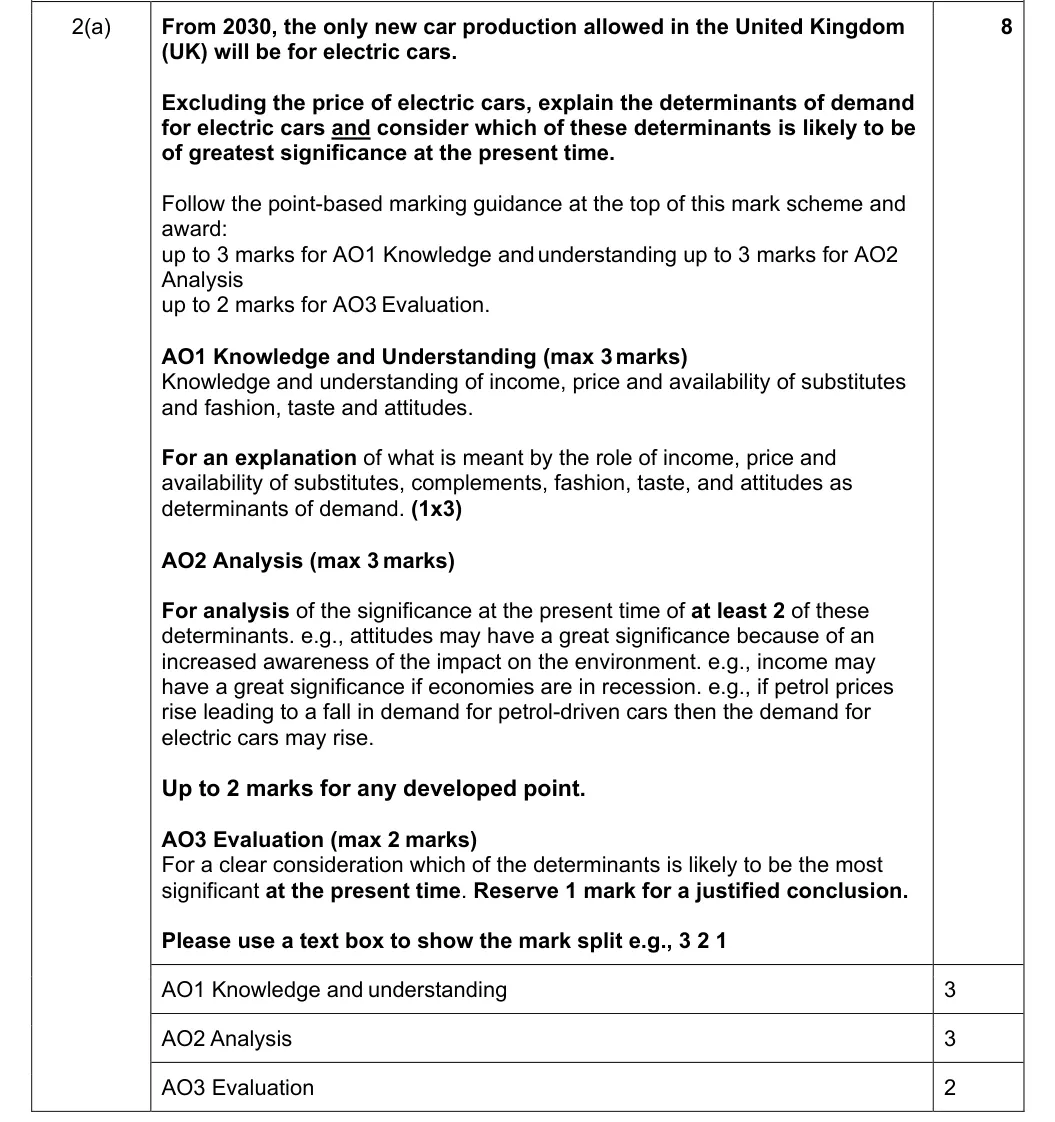 2(a)
From 2030, the only new car production allowed in the United Kingdom
(UK) will be for electric cars.
8
Excluding the price of electric cars, explain the determinants of demand
for electric cars and consider which of these determinants is likely to be
of greatest significance at the present time.
Follow the point-based marking guidance at the top of this mark scheme and
award:
up to 3 marks for AO1 Knowledge and understanding up to 3 marks for AO2
Analysis
up to 2 marks for AO3 Evaluation.
AO1 Knowledge and Understanding (max 3 marks)
Knowledge and understanding of income, price and availability of substitutes
and fashion, taste and attitudes.
For an explanation of what is meant by the role of income, price and
availability of substitutes, complements, fashion, taste, and attitudes as
determinants of demand. (1x3)
AO2 Analysis (max 3 marks)
For analysis of the significance at the present time of at least 2 of these
determinants. e.g., attitudes may have a great significance because of an
increased awareness of the impact on the environment. e.g., income may
have a great significance if economies are in recession. e.g., if petrol prices
rise leading to a fall in demand for petrol-driven cars then the demand for
electric cars may rise.
Up to 2 marks for any developed point.
AO3 Evaluation (max 2 marks)
For a clear consideration which of the determinants is likely to be the most
significant at the present time. Reserve 1 mark for a justified conclusion.
Please use a text box to show the mark split e.g., 3 2 1
AO1 Knowledge and understanding
3
AO2 Analysis
3
AO3 Evaluation
2